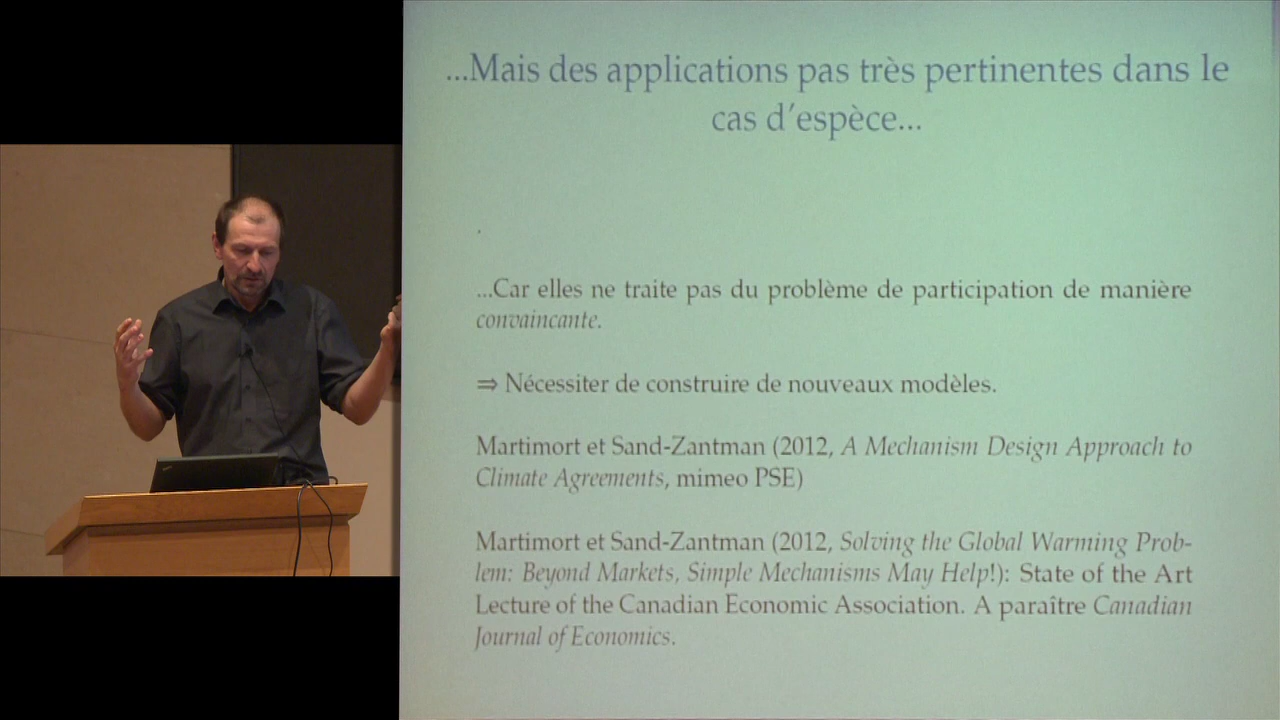 ...Mais des applications pas très pertinentes dans le
cas d'espèce...
...Car elles ne traite pas du problème de participation de manière
convaincante.
⇒ Nécessiter de construire de nouveaux modèles.
Martimort et Sand-Zantman (2012, A Mechanism Design Approach to
Climate Agreements, mimeo PSE)
Martimort et Sand-Zantman (2012, Solving the Global Warming Prob-
lem: Beyond Markets, Simple Mechanisms May Help!): State of the Art
Lecture of the Canadian Economic Association. A paraître Canadian
Journal of Economics.